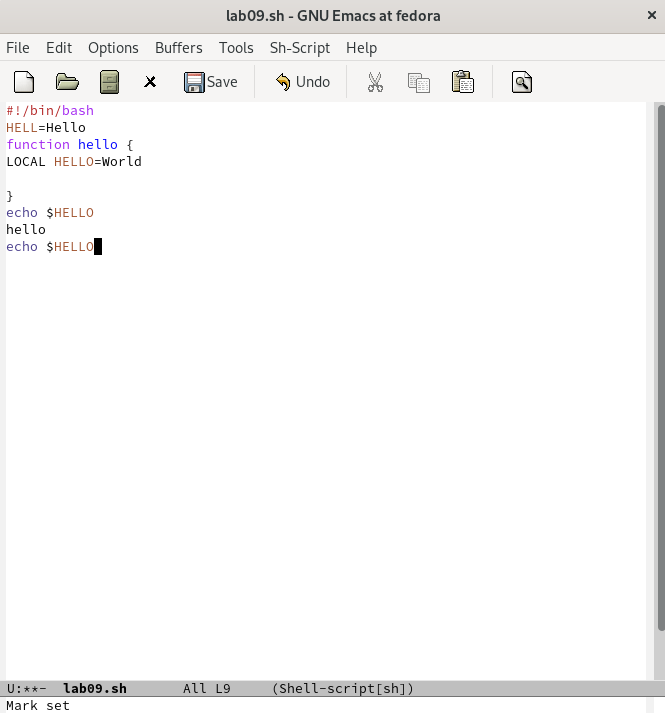 lab09.sh - GNU Emacs at fedora ×
File Edit Options Buffers Tools Sh-Script Help
Save Undo
#!/bin/bash
HELL=Hello
function hello {
LOCAL HELLO=World
}
echo $HELLO
hello
echo $HELLO
U:**- lab09.sh All L9 (Shell-script[sh])
Mark set